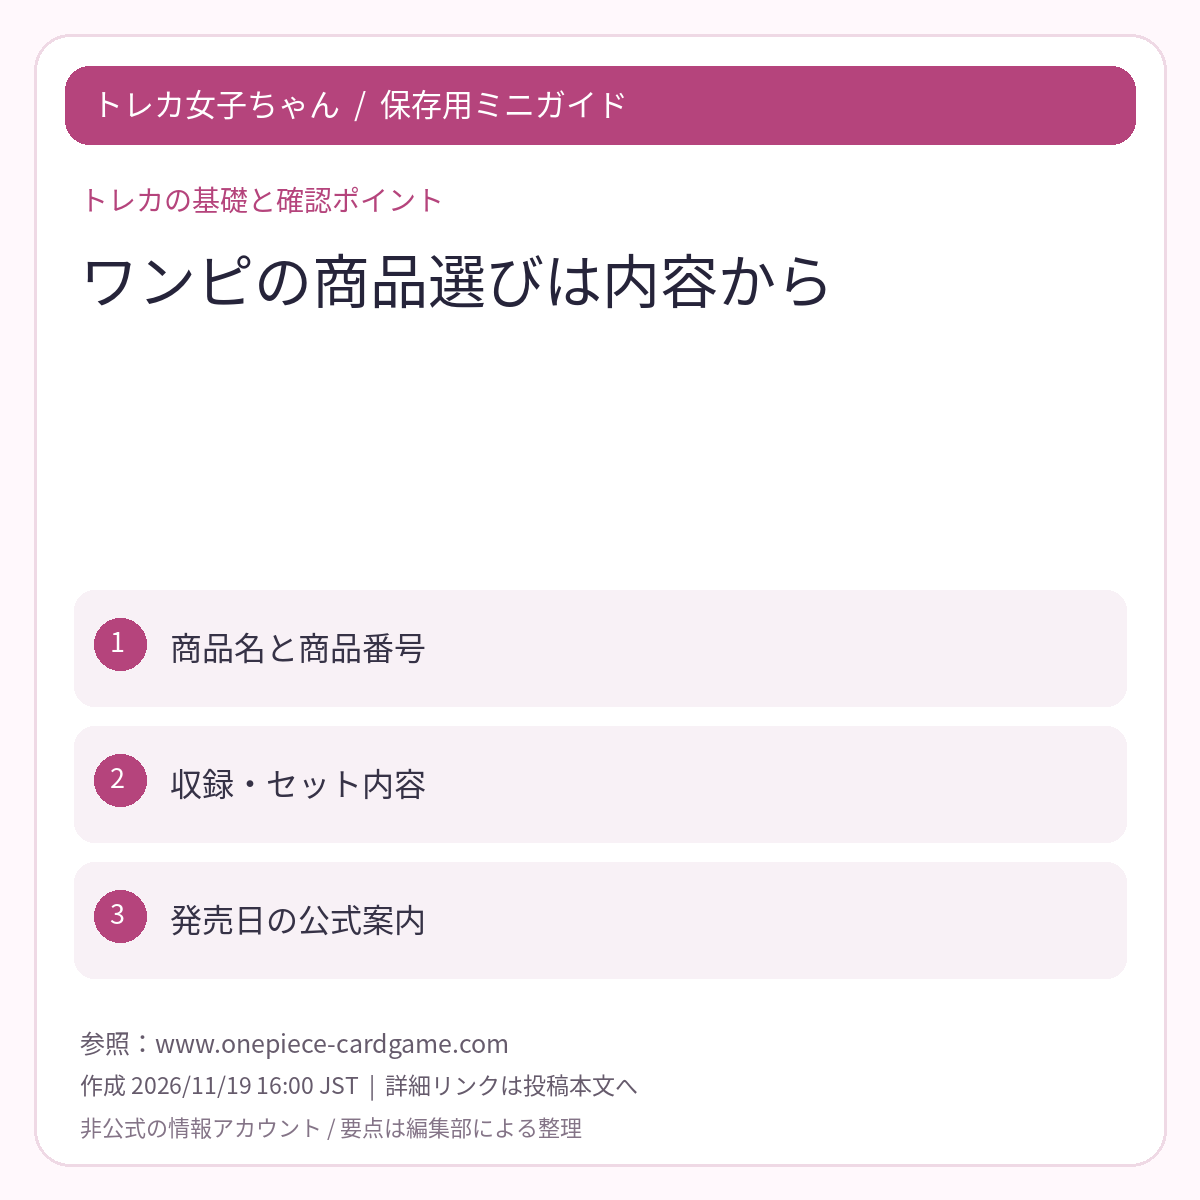 トレカ女子ちゃん / 保存用ミニガイド
トレカの基礎と確認ポイント
ワンピの商品選びは内容から
1 商品名と商品番号
2 収録・セット内容
3 発売日の公式案内
参照：www.onepiece-cardgame.com
作成 2026/11/19 16:00 JST｜詳細リンクは投稿本文へ
非公式の情報アカウント / 要点は編集部による整理